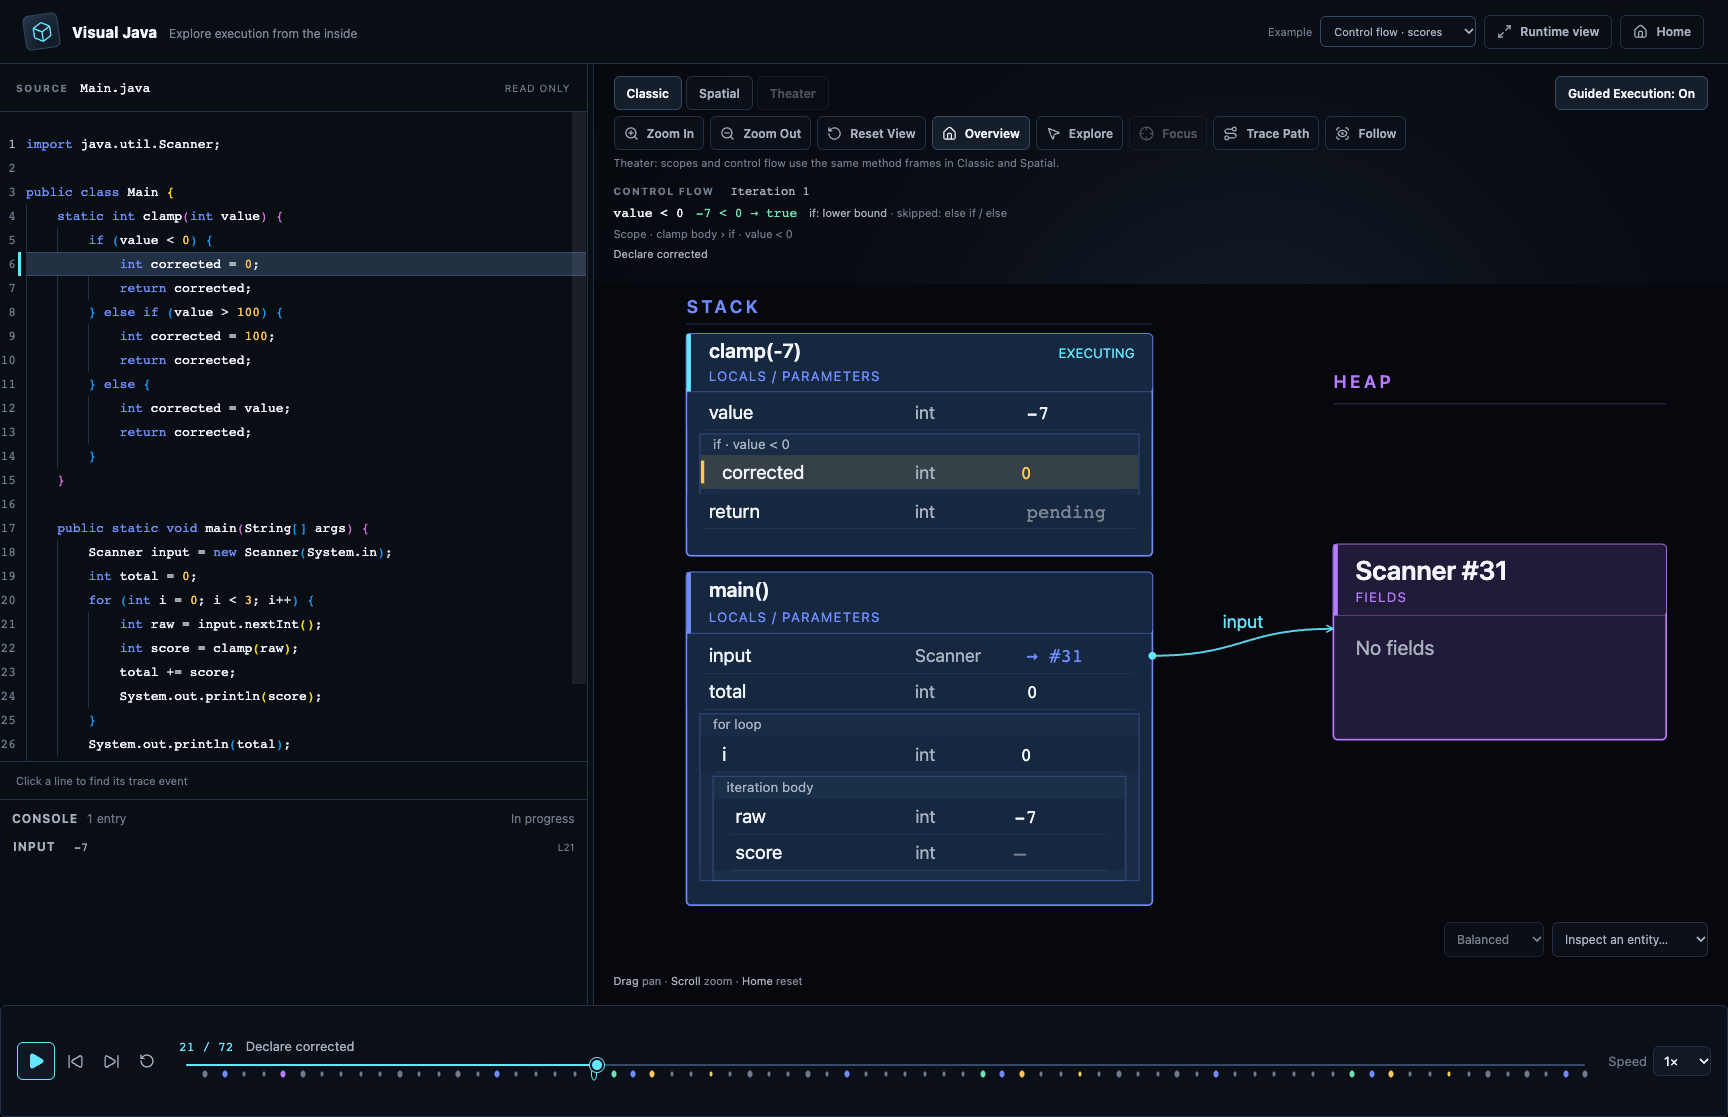 Visual Java Explore execution from the inside Example Control flow · scores Runtime view Home
SOURCE Main.java READ ONLY
1 import java.util.Scanner;
2
3 public class Main {
4 static int clamp(int value) {
5 if (value < 0) {
6 int corrected = 0;
7 return corrected;
8 } else if (value > 100) {
9 int corrected = 100;
10 return corrected;
11 } else {
12 int corrected = value;
13 return corrected;
14 }
15 }
16
17 public static void main(String[] args) {
18 Scanner input = new Scanner(System.in);
19 int total = 0;
20 for (int i = 0; i < 3; i++) {
21 int raw = input.nextInt();
22 int score = clamp(raw);
23 total += score;
24 System.out.println(score);
25 }
26 System.out.println(total);
Click a line to find its trace event
CONSOLE 1 entry In progress
INPUT -7 L21
Classic Spatial Theater Guided Execution: On
Zoom In Zoom Out Reset View Overview Explore Focus Trace Path Follow
Theater: scopes and control flow use the same method frames in Classic and Spatial.
CONTROL FLOW Iteration 1
value < 0 -7 < 0 → true if: lower bound · skipped: else if / else
Scope · clamp body › if · value < 0
Declare corrected
STACK
clamp(-7) EXECUTING
LOCALS / PARAMETERS
value int -7
if · value < 0
corrected int 0
return int pending
main()
LOCALS / PARAMETERS
input Scanner → #31
total int 0
for loop
i int 0
iteration body
raw int -7
score int —
input
HEAP
Scanner #31
FIELDS
No fields
Balanced Inspect an entity...
Drag pan · Scroll zoom · Home reset
21 / 72 Declare corrected
Speed 1×